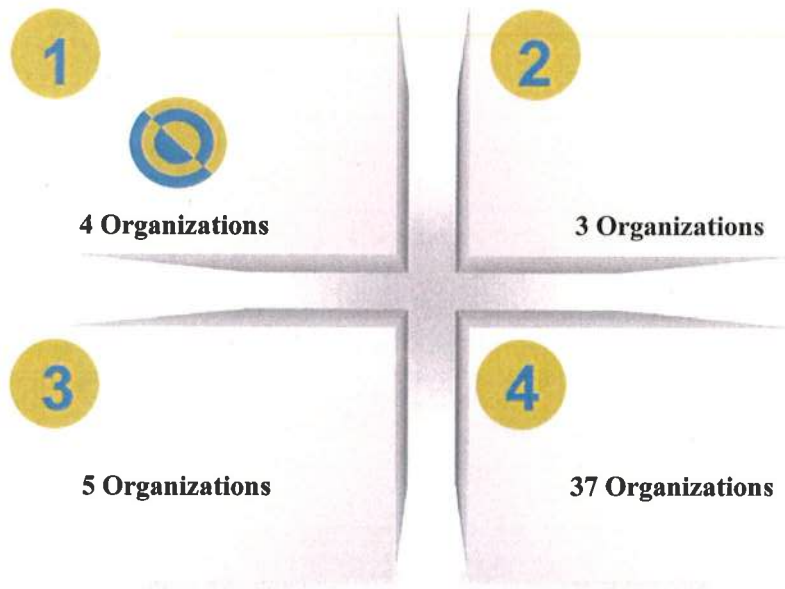 1
2
4 Organizations
3 Organizations
3
4
5 Organizations
37 Organizations